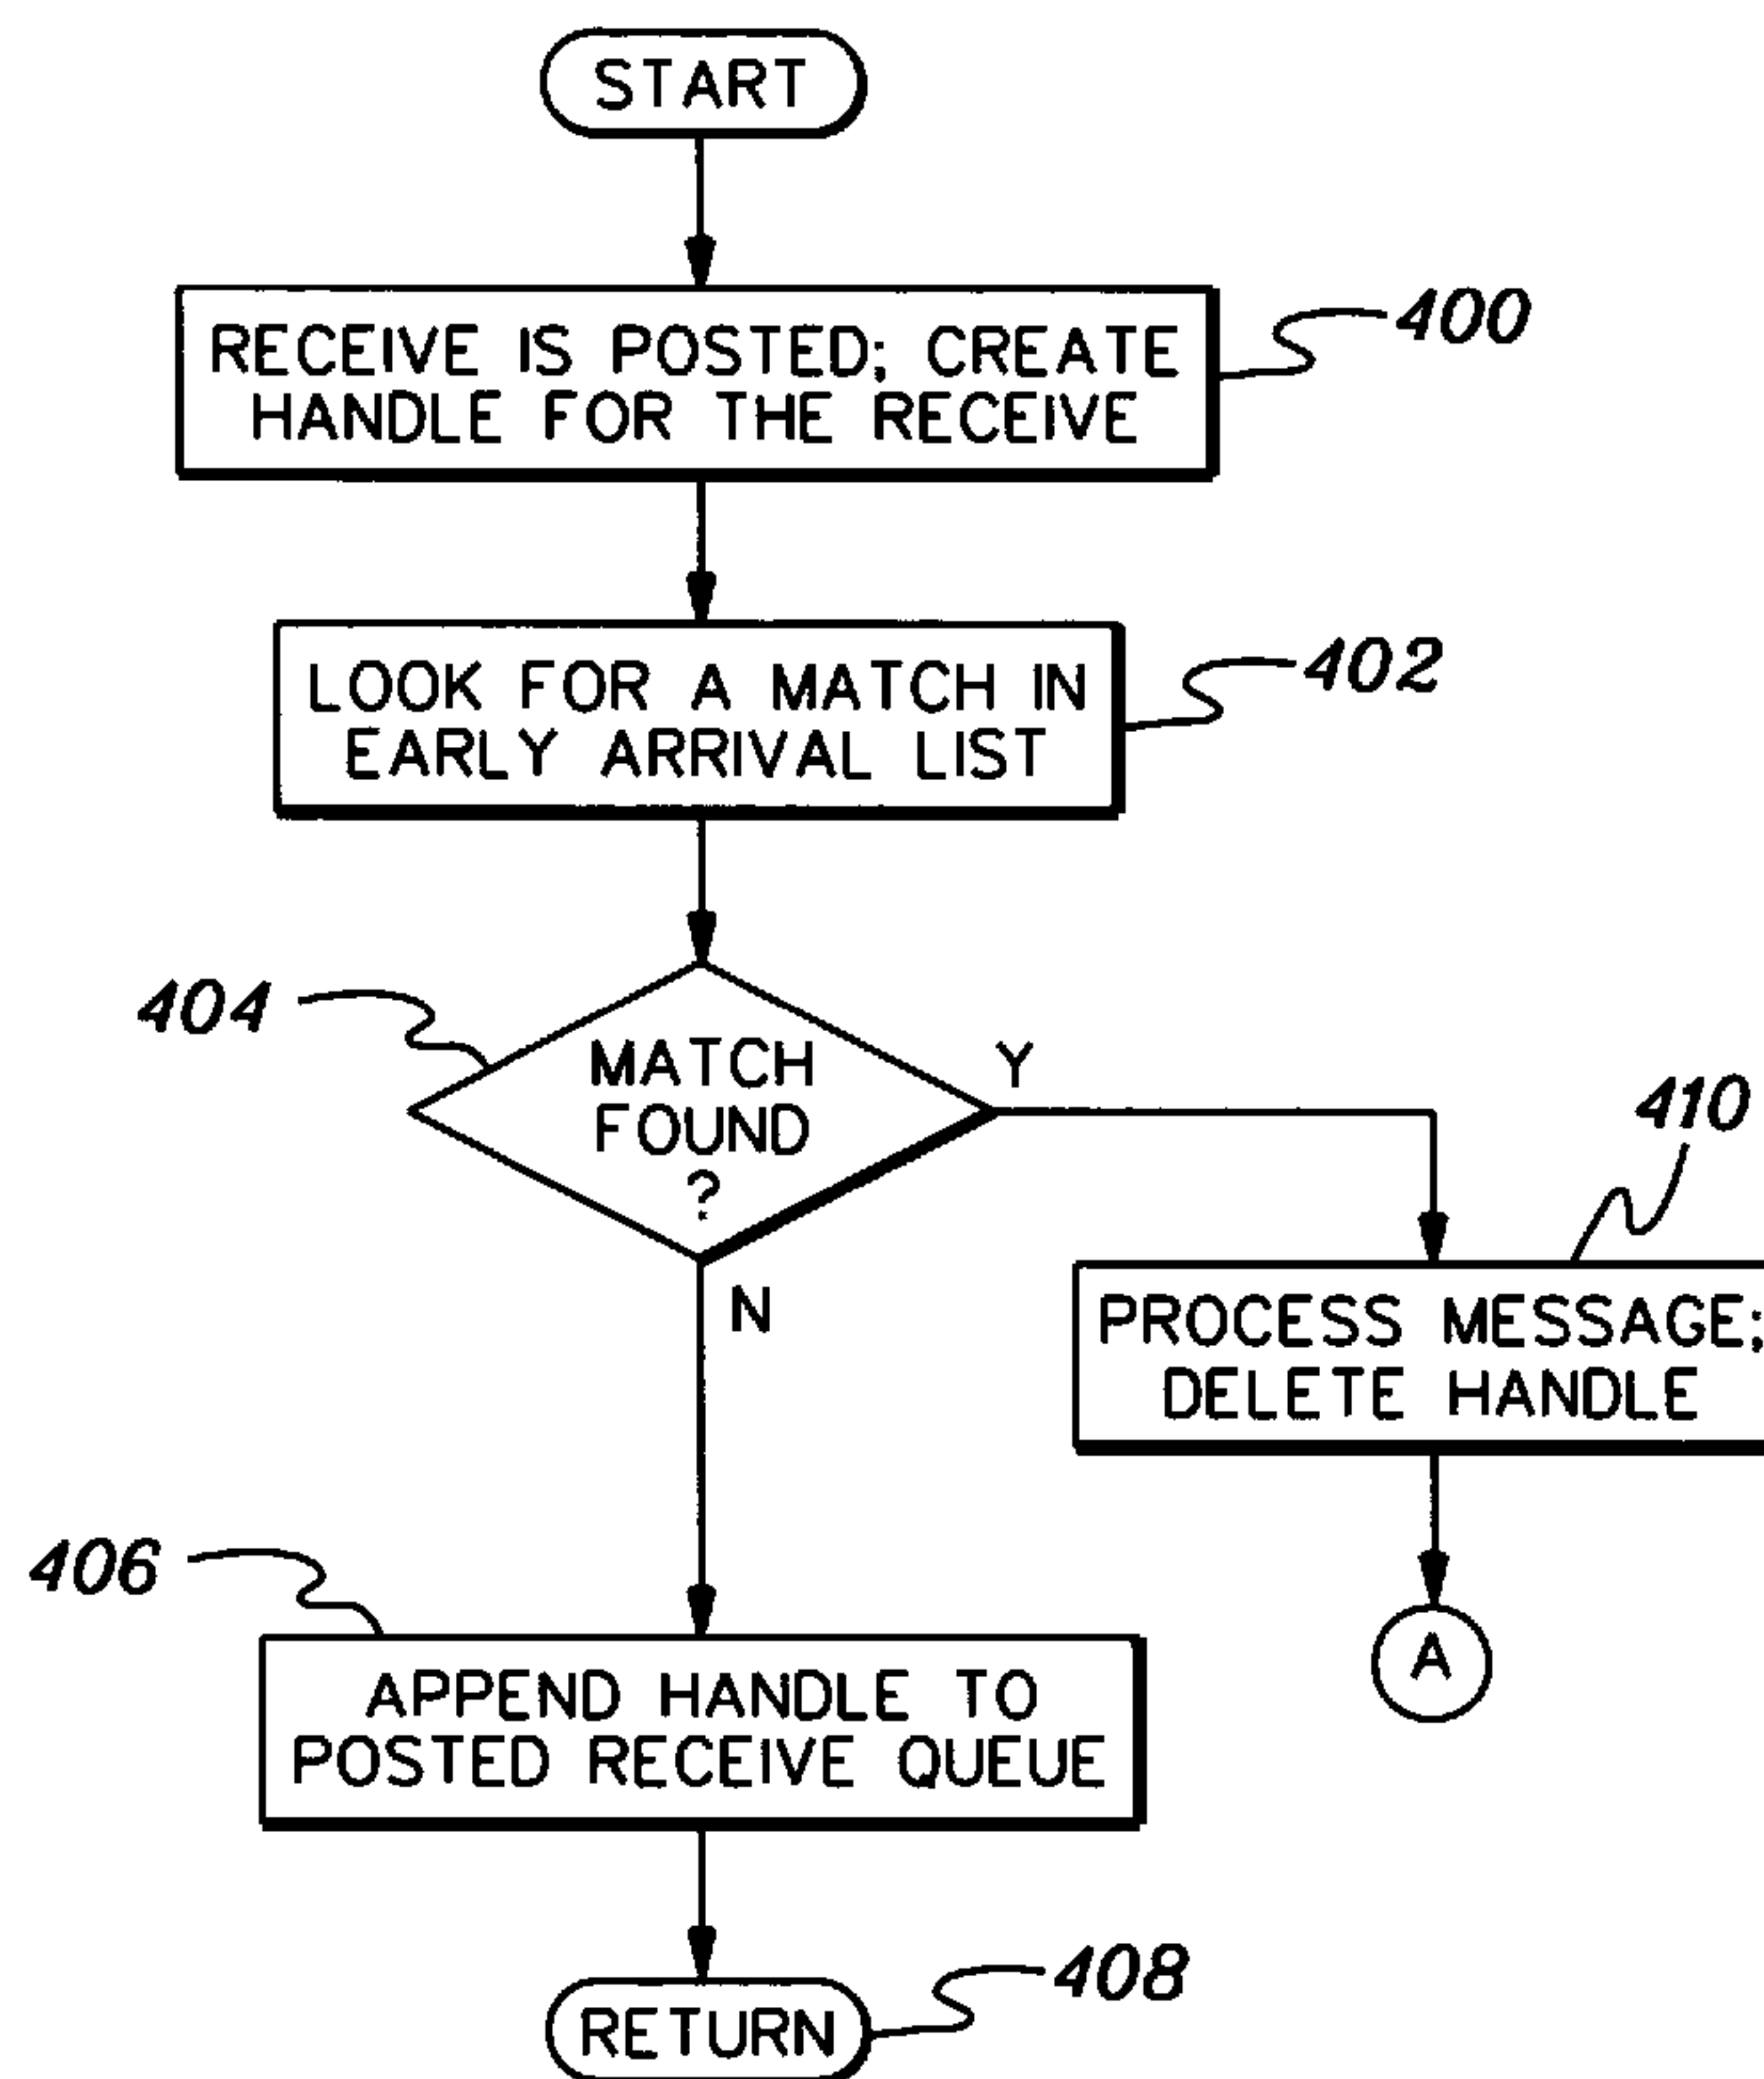 START
RECEIVE IS POSTED; CREATE
HANDLE FOR THE RECEIVE
400
LOOK FOR A MATCH IN
EARLY ARRIVAL LIST
402
404
MATCH
FOUND
?
Y
N
410
PROCESS MESSAGE;
DELETE HANDLE
A
406
APPEND HANDLE TO
POSTED RECEIVE QUEUE
RETURN
408